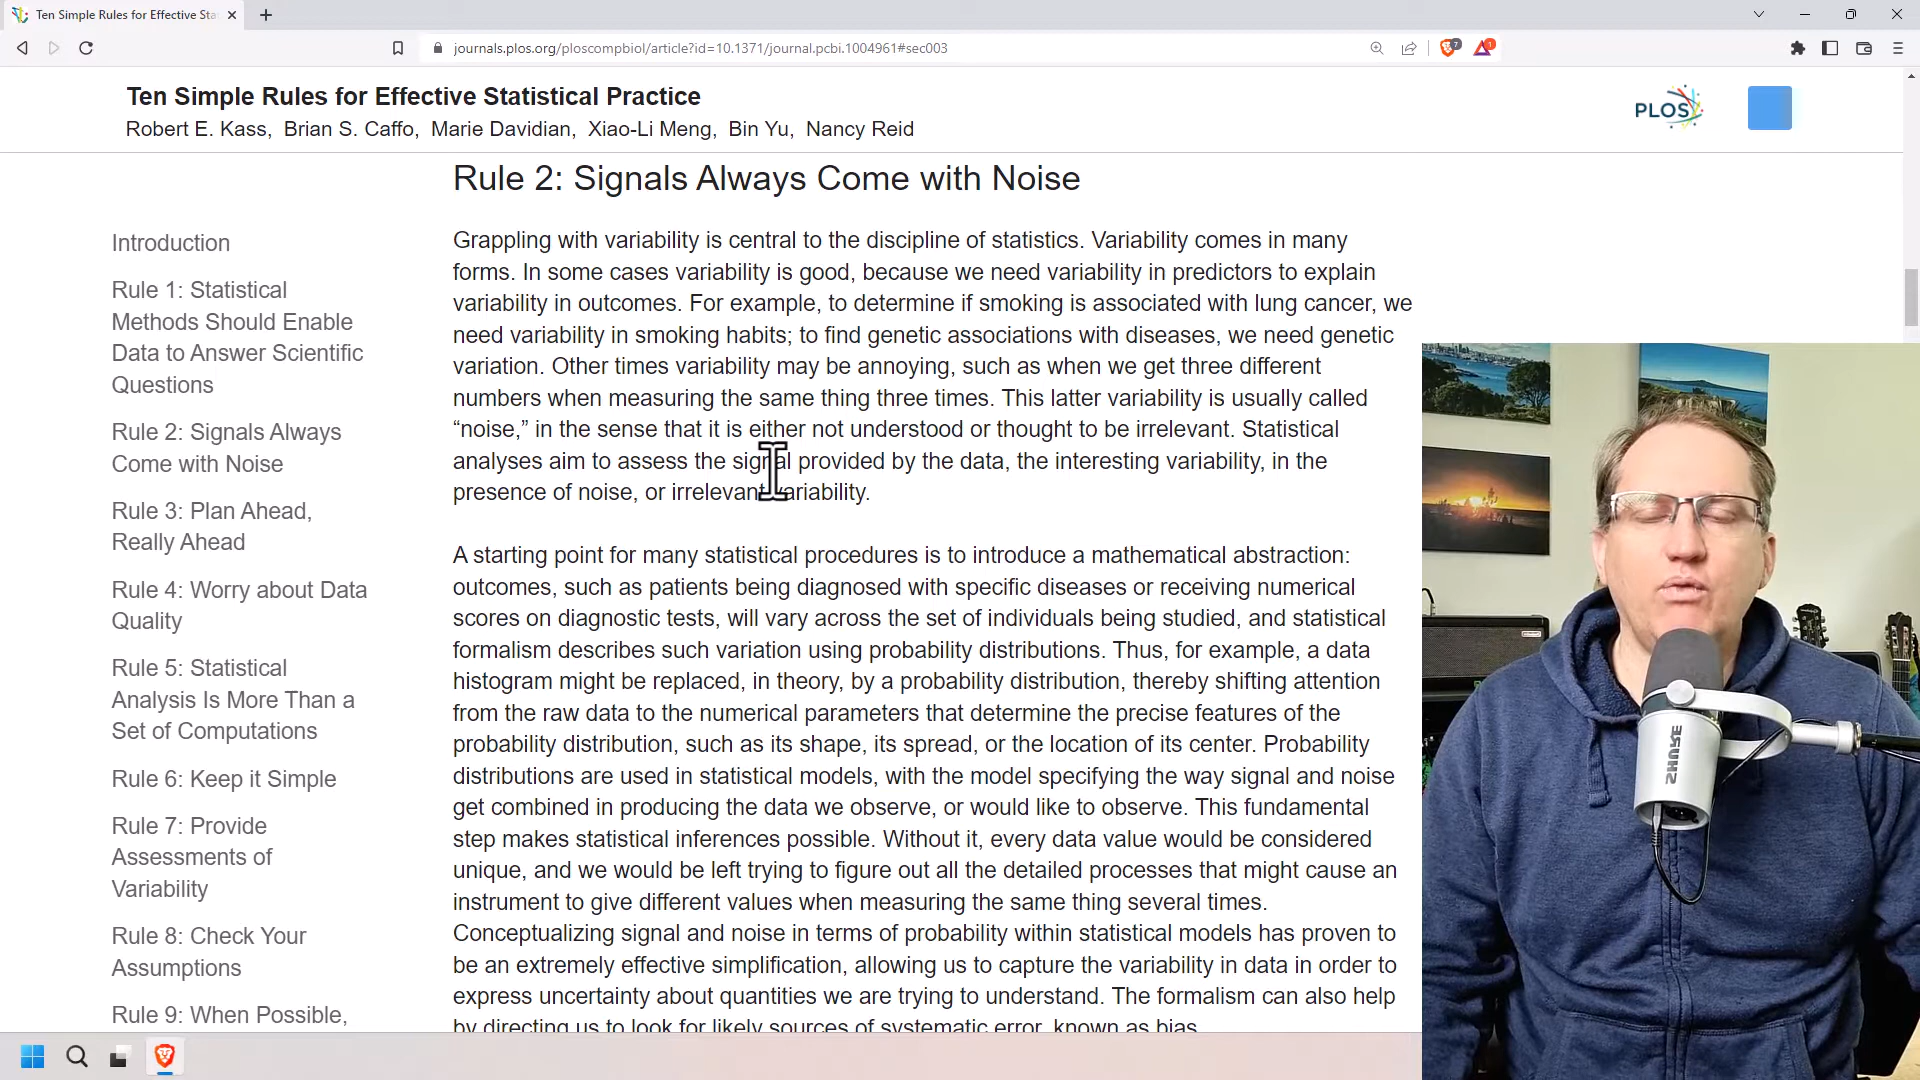 Ten Simple Rules for Effective Sta
journals.plos.org/ploscompbiol/article?id=10.1371/journal.pcbi.1004961#sec003
7
1
Ten Simple Rules for Effective Statistical Practice
Robert E. Kass, Brian S. Caffo, Marie Davidian, Xiao-Li Meng, Bin Yu, Nancy Reid
PLOS
Introduction
Rule 1: Statistical
Methods Should Enable
Data to Answer Scientific
Questions
Rule 2: Signals Always
Come with Noise
Rule 3: Plan Ahead,
Really Ahead
Rule 4: Worry about Data
Quality
Rule 5: Statistical
Analysis Is More Than a
Set of Computations
Rule 6: Keep it Simple
Rule 7: Provide
Assessments of
Variability
Rule 8: Check Your
Assumptions
Rule 9: When Possible,
Rule 2: Signals Always Come with Noise
Grappling with variability is central to the discipline of statistics. Variability comes in many
forms. In some cases variability is good, because we need variability in predictors to explain
variability in outcomes. For example, to determine if smoking is associated with lung cancer, we
need variability in smoking habits; to find genetic associations with diseases, we need genetic
variation. Other times variability may be annoying, such as when we get three different
numbers when measuring the same thing three times. This latter variability is usually called
“noise,” in the sense that it is either not understood or thought to be irrelevant. Statistical
analyses aim to assess the signal provided by the data, the interesting variability, in the
presence of noise, or irrelevant variability.
A starting point for many statistical procedures is to introduce a mathematical abstraction:
outcomes, such as patients being diagnosed with specific diseases or receiving numerical
scores on diagnostic tests, will vary across the set of individuals being studied, and statistical
formalism describes such variation using probability distributions. Thus, for example, a data
histogram might be replaced, in theory, by a probability distribution, thereby shifting attention
from the raw data to the numerical parameters that determine the precise features of the
probability distribution, such as its shape, its spread, or the location of its center. Probability
distributions are used in statistical models, with the model specifying the way signal and noise
get combined in producing the data we observe, or would like to observe. This fundamental
step makes statistical inferences possible. Without it, every data value would be considered
unique, and we would be left trying to figure out all the detailed processes that might cause an
instrument to give different values when measuring the same thing several times.
Conceptualizing signal and noise in terms of probability within statistical models has proven to
be an extremely effective simplification, allowing us to capture the variability in data in order to
express uncertainty about quantities we are trying to understand. The formalism can also help
by directing us to look for likely sources of systematic error, known as bias.
SHURE